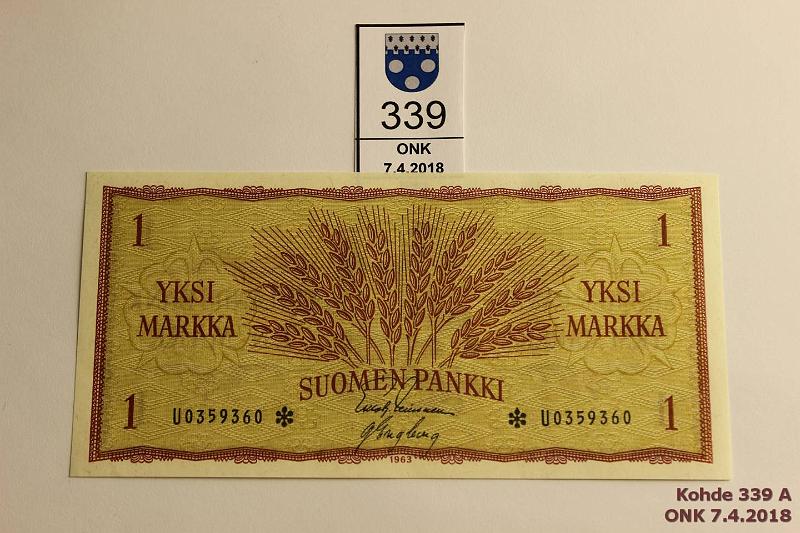 339
ONK
7.4.2018
1 1
YKSI MARKKA
YKSI MARKKA
SUOMEN PANKKI
1 U0359360 * * U0359360 1
1963
Kohde 339 A
ONK 7.4.2018